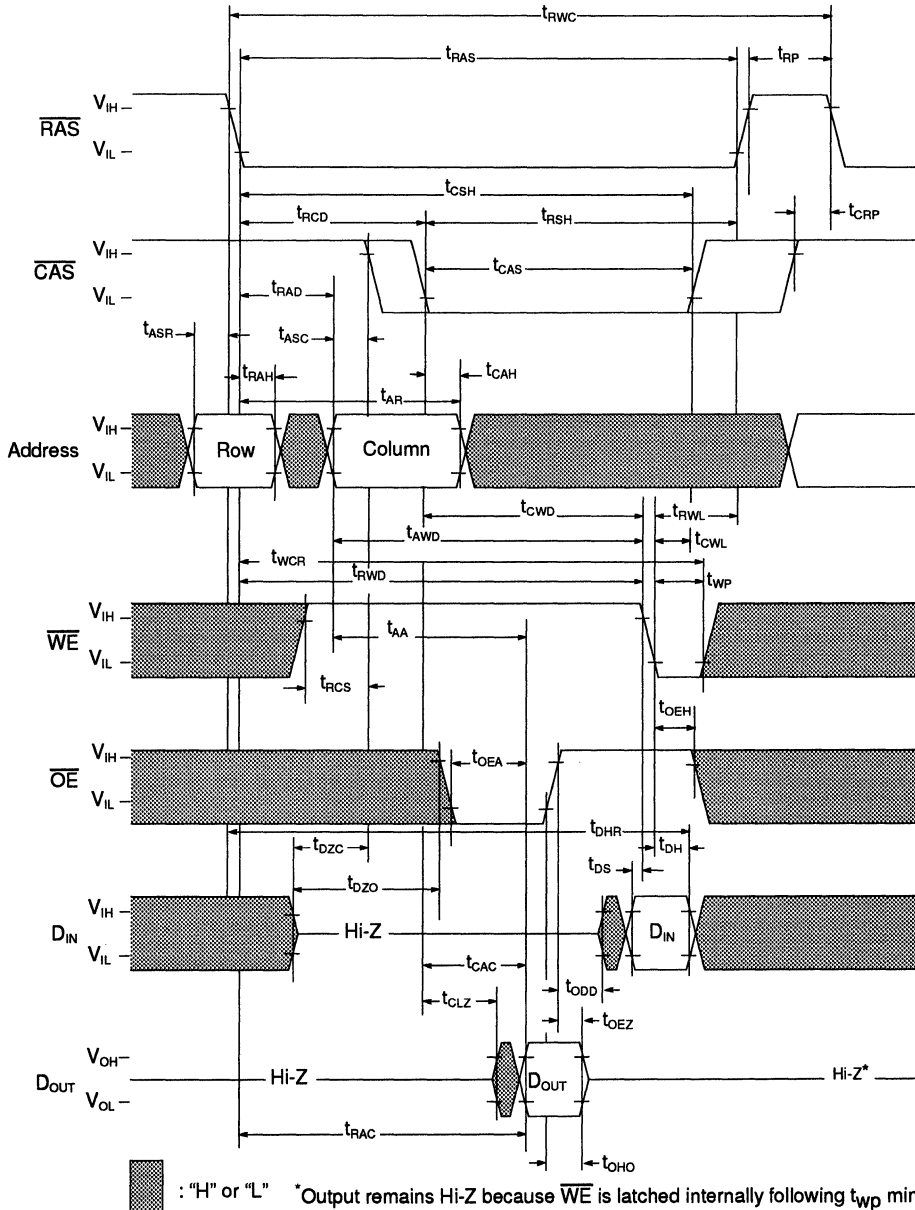 tRWC
tRAS
tRP
RAS
VIH
VIL
tCSH
tRCD
tRSH
tCRP
CAS
VIH
VIL
tCAS
tRAD
tASR
tASC
tRAH
tCAH
tAR
Address
VIH
VIL
Row
Column
tCWD
tRWL
tAWD
tCWL
tWCR
tRWD
tWP
WE
VIH
VIL
tAA
tRCS
tOEH
OE
VIH
VIL
tOEA
tDHR
tDZC
tDH
tDS
tDZO
DIN
VIH
VIL
Hi-Z
DIN
tCAC
tODD
tCLZ
tOEZ
DOUT
VOH
VOL
Hi-Z
DOUT
Hi-Z*
tRAC
tOHO
: "H" or "L" *Output remains Hi-Z because WE is latched internally following twp min